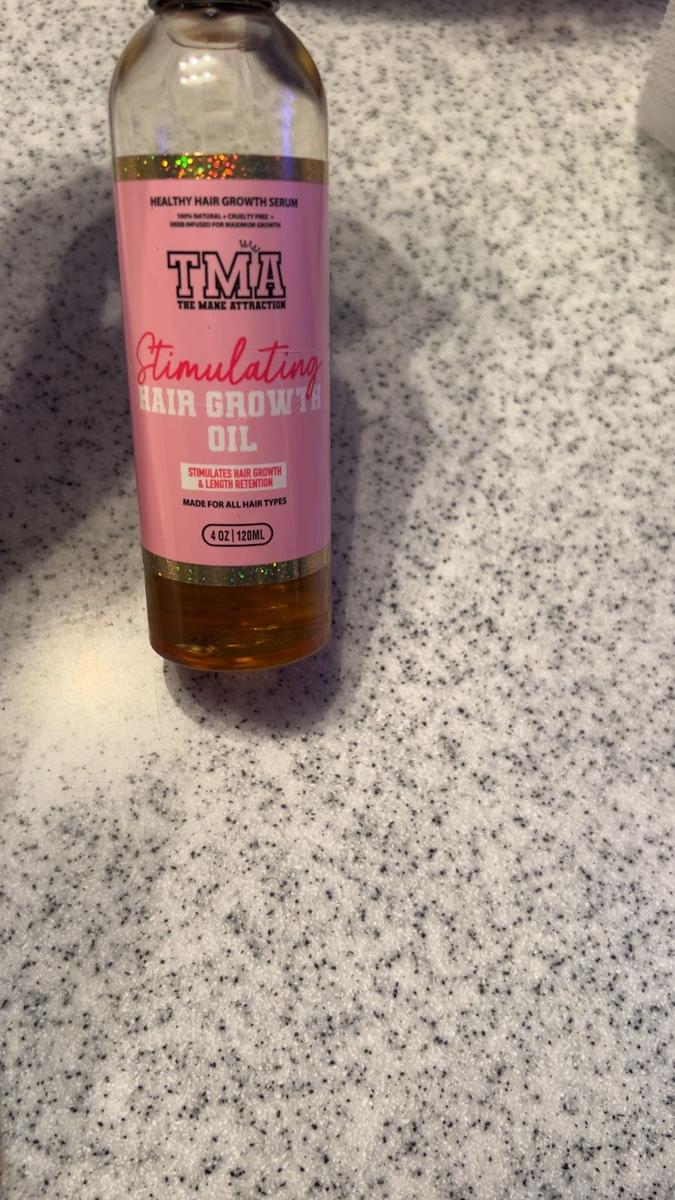 HEALTHY HAIR GROWTH SERUM
100% NATURAL + CRUELTY FREE +
HERB INFUSED FOR MAXIMUM GROWTH
TMA
THE MANE ATTRACTION
Stimulating
HAIR GROWTH
OIL
STIMULATES HAIR GROWTH
& LENGTH RETENTION
MADE FOR ALL HAIR TYPES
4 OZ | 120ML